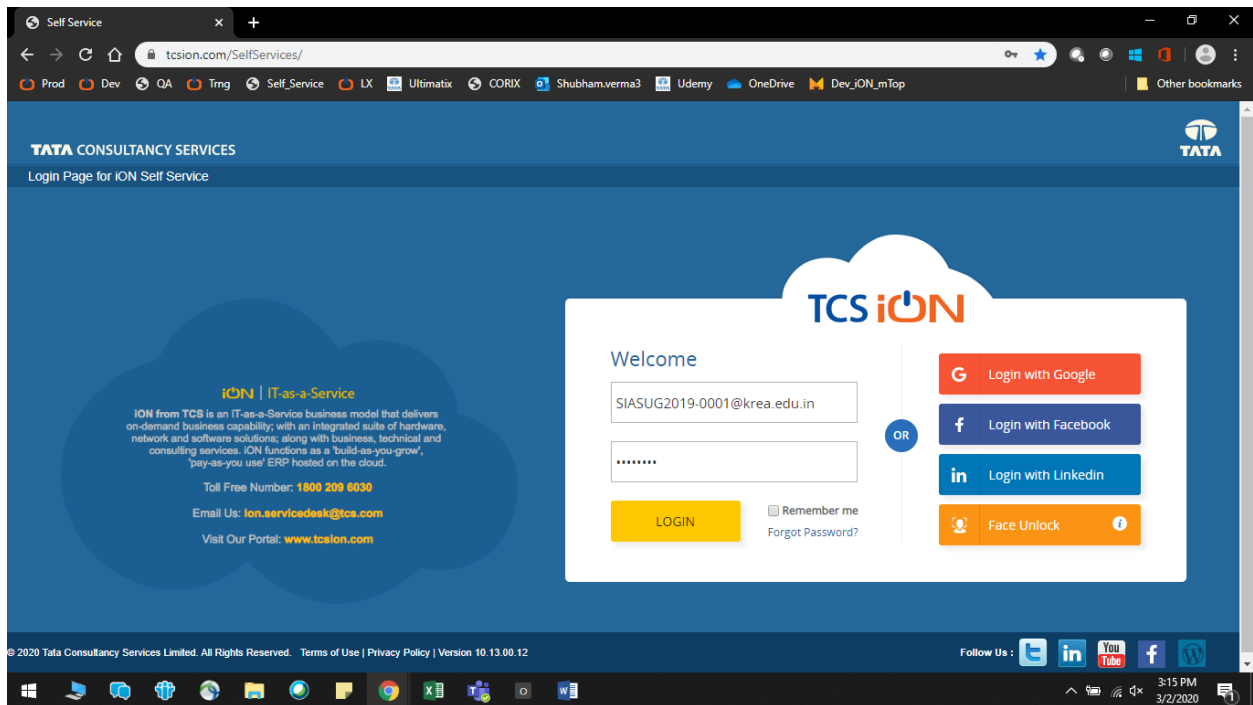 Self Service
tcsion.com/SelfServices/
Prod Dev QA Trng Self_Service LX Ultimatix CORIX Shubham.verma3 Udemy OneDrive Dev_iON_mTop Other bookmarks
TATA CONSULTANCY SERVICES
TATA
Login Page for iON Self Service
TCS iON
Welcome
SIASUG2019-0001@krea.edu.in
••••••••
LOGIN
Remember me
Forgot Password?
OR
G Login with Google
f Login with Facebook
in Login with Linkedin
Face Unlock i
iON | IT-as-a-Service
iON from TCS is an IT-as-a-Service business model that delivers
on-demand business capability; with an integrated suite of hardware,
network and software solutions; along with business, technical and
consulting services. iON functions as a 'build-as-you-grow',
'pay-as-you use' ERP hosted on the cloud.
Toll Free Number: 1800 209 6030
Email Us: ion.servicedesk@tcs.com
Visit Our Portal: www.tcsion.com
© 2020 Tata Consultancy Services Limited. All Rights Reserved. Terms of Use | Privacy Policy | Version 10.13.00.12
Follow Us : in You Tube f
3:15 PM
3/2/2020